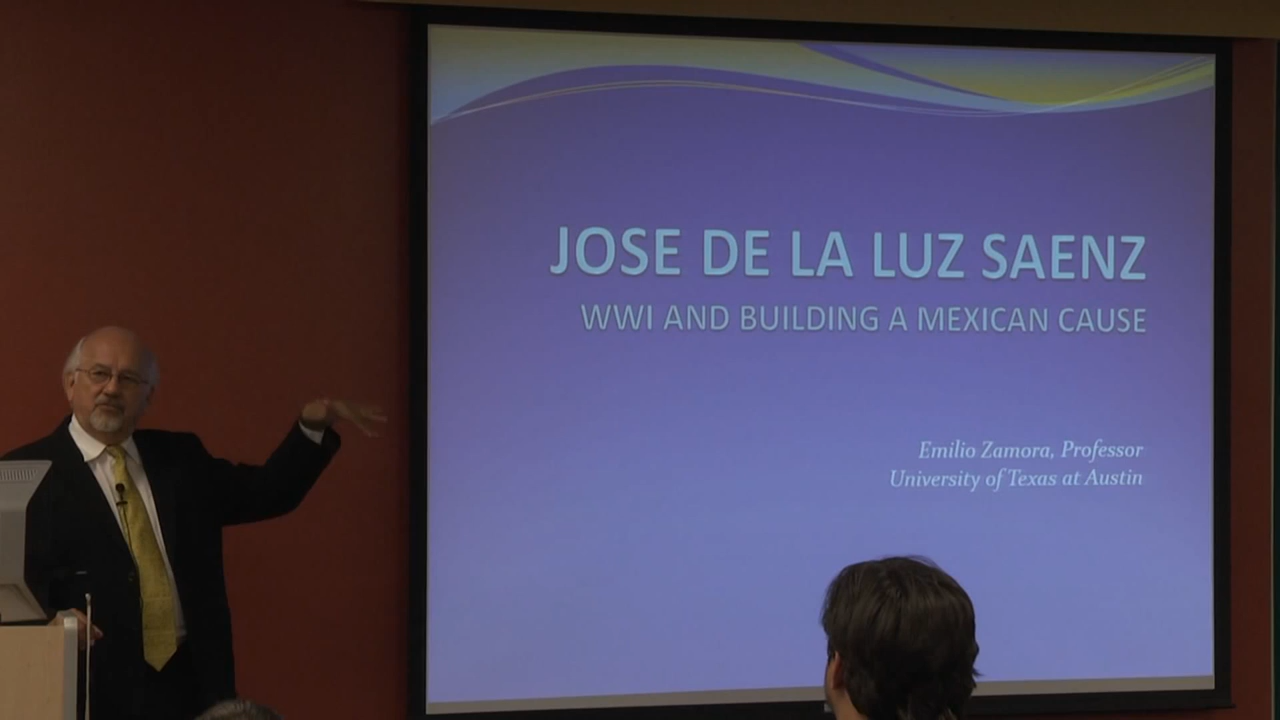 JOSE DE LA LUZ SAENZ
WWI AND BUILDING A MEXICAN CAUSE
Emilio Zamora, Professor
University of Texas at Austin